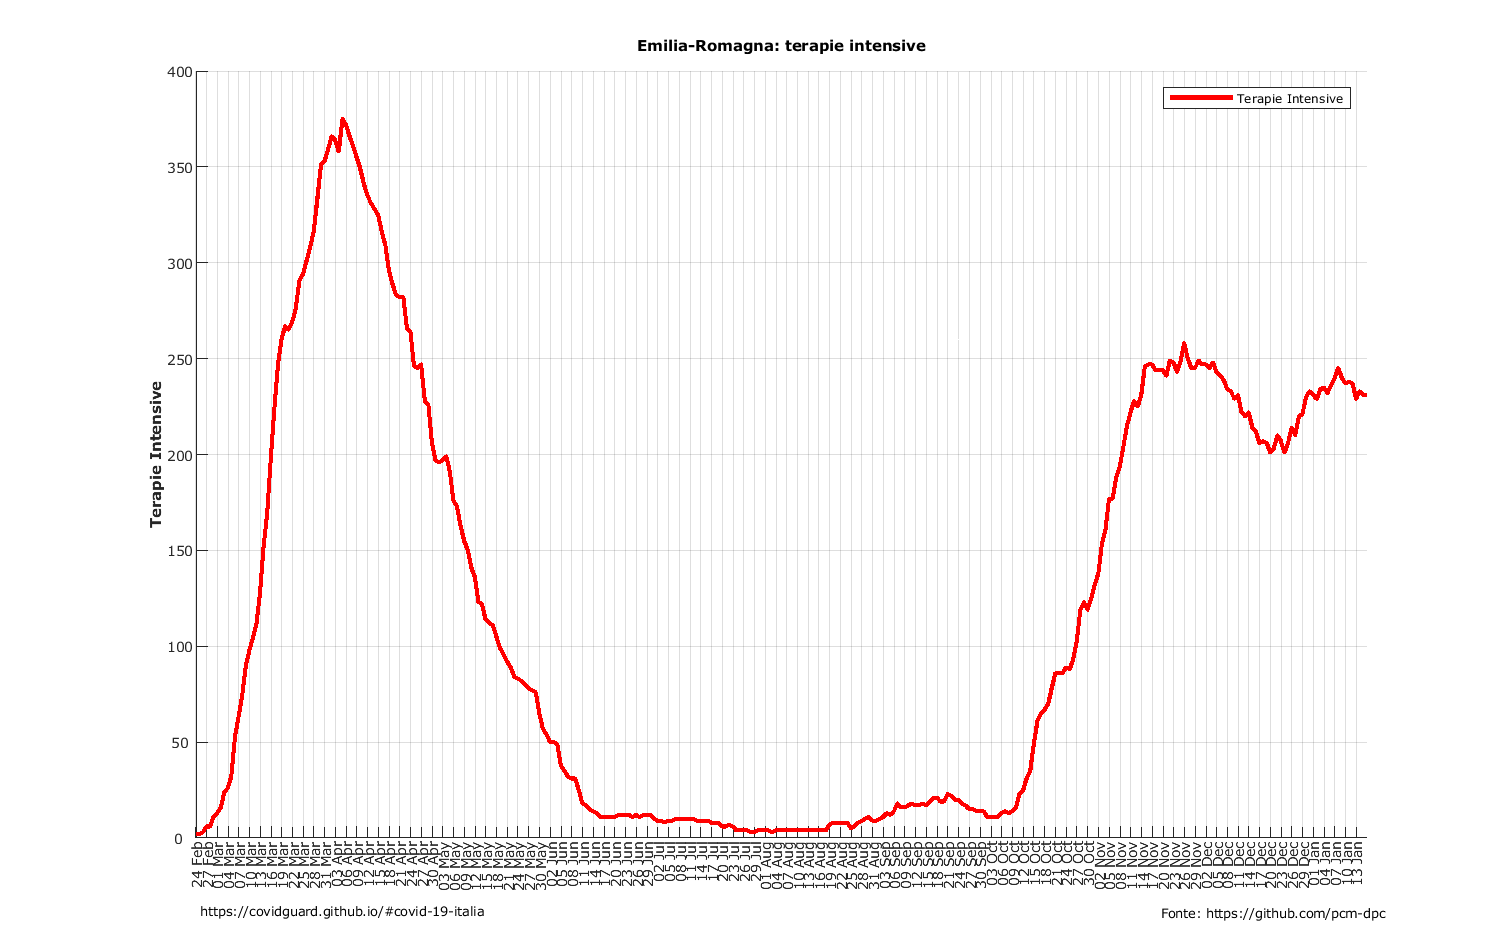 Emilia-Romagna: terapie intensive
Terapie Intensive
400
350
300
250
200
150
100
50
0
Terapie Intensive
24 Feb
27 Feb
01 Mar
04 Mar
07 Mar
10 Mar
13 Mar
16 Mar
19 Mar
22 Mar
25 Mar
28 Mar
31 Mar
03 Apr
06 Apr
09 Apr
12 Apr
15 Apr
18 Apr
21 Apr
24 Apr
27 Apr
30 Apr
03 May
06 May
09 May
12 May
15 May
18 May
21 May
24 May
27 May
30 May
02 Jun
05 Jun
08 Jun
11 Jun
14 Jun
17 Jun
20 Jun
23 Jun
26 Jun
29 Jun
02 Jul
05 Jul
08 Jul
11 Jul
14 Jul
17 Jul
20 Jul
23 Jul
26 Jul
29 Jul
01 Aug
04 Aug
07 Aug
10 Aug
13 Aug
16 Aug
19 Aug
22 Aug
25 Aug
28 Aug
31 Aug
03 Sep
06 Sep
09 Sep
12 Sep
15 Sep
18 Sep
21 Sep
24 Sep
27 Sep
30 Sep
03 Oct
06 Oct
09 Oct
12 Oct
15 Oct
18 Oct
21 Oct
24 Oct
27 Oct
30 Oct
02 Nov
05 Nov
08 Nov
11 Nov
14 Nov
17 Nov
20 Nov
23 Nov
26 Nov
29 Nov
02 Dec
05 Dec
08 Dec
11 Dec
14 Dec
17 Dec
20 Dec
23 Dec
26 Dec
29 Dec
01 Jan
04 Jan
07 Jan
10 Jan
13 Jan
https://covidguard.github.io/#covid-19-italia
Fonte: https://github.com/pcm-dpc